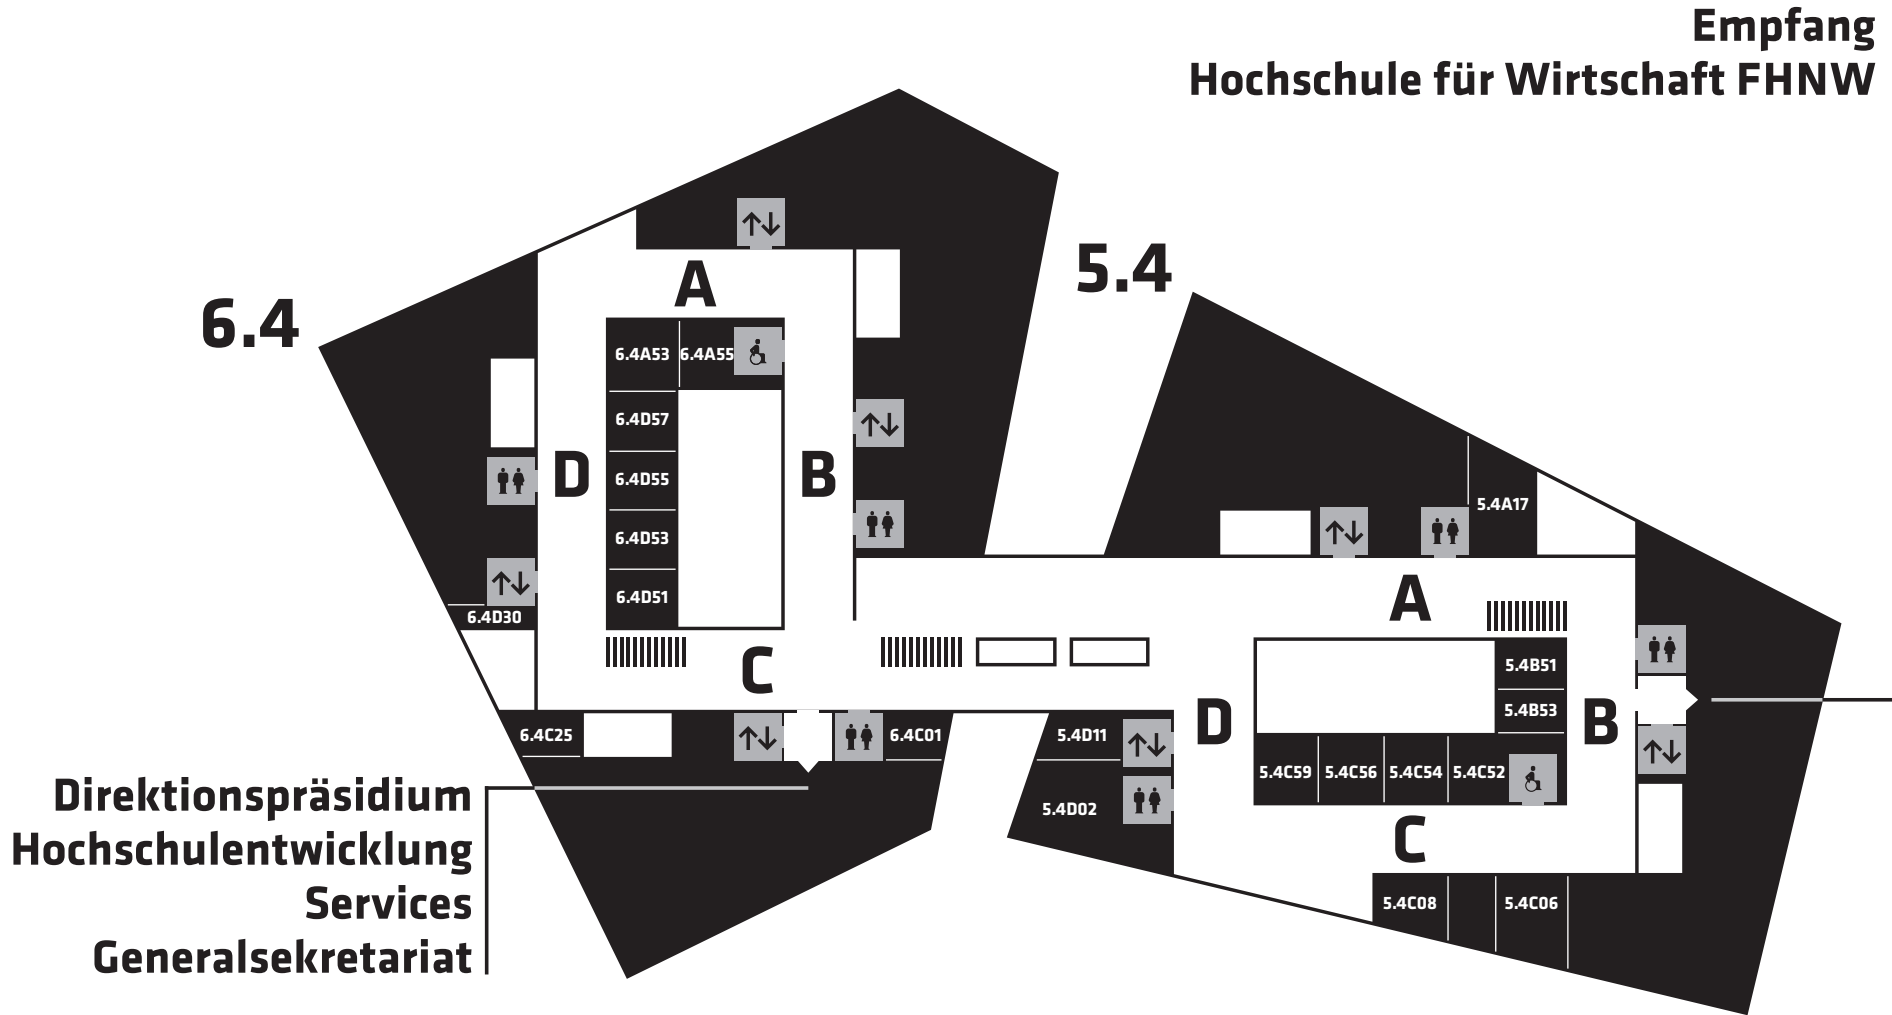 Empfang
Hochschule für Wirtschaft FHNW
5.4
6.4
A
6.4A53
6.4A55
6.4D57
D
6.4D55
B
5.4A17
6.4D53
6.4D51
A
6.4D30
C
5.4B51
5.4B53
D
B
6.4C25
6.4C01
5.4D11
5.4C59
5.4C56
5.4C54
5.4C52
5.4D02
C
Direktionspräsidium
Hochschulentwicklung
Services
Generalsekretariat
5.4C08
5.4C06